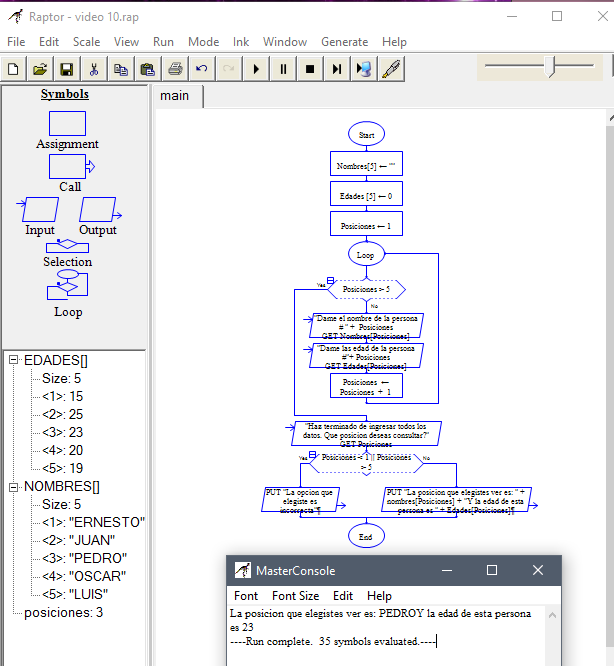 Raptor - video 10.rap
File Edit Scale View Run Mode Ink Window Generate Help
Symbols
Assignment
Call
Input Output
Selection
Loop
main
Start
Nombres[5] ← ""
Edades [5] ← 0
Posiciones ← 1
Loop
Yes
Posiciones > 5
No
"Dame el nombre de la persona
# " + Posiciones
GET Nombres[Posiciones]
"Dame las edad de la persona
#"+ Posiciones
GET Edades[Posiciones]
Posiciones ←
Posiciones + 1
"Haz terminado de ingresar todos los
datos. Que posicion deseas consultar?"
GET Posiciones
Yes
Posiciones < 1 || Posiciones
> 5
No
PUT "La opcion que
elegiste es
incorrecta"¶
PUT "La posicion que elegistes ver es: " +
nombres[Posiciones] + "Y la edad de esta
persona es " + Edades[Posiciones]¶
End
EDADES[]
Size: 5
<1>: 15
<2>: 25
<3>: 23
<4>: 20
<5>: 19
NOMBRES[]
Size: 5
<1>: "ERNESTO"
<2>: "JUAN"
<3>: "PEDRO"
<4>: "OSCAR"
<5>: "LUIS"
posiciones: 3
MasterConsole
Font Font Size Edit Help
La posicion que elegistes ver es: PEDROY la edad de esta persona
es 23
----Run complete. 35 symbols evaluated.----